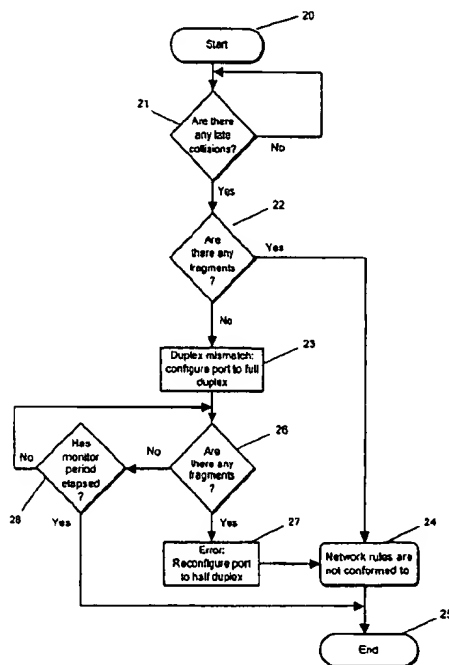 20
Start
21
Are there
any late
collisions?
No
Yes
22
Are
there any
fragments
?
Yes
No
23
Duplex mismatch:
configure port to full
duplex
26
No
Has
monitor
period
elapsed
?
No
Are
there any
fragments
?
28
Yes
Yes
27
24
Error:
Reconfigure port
to half duplex
Network rules are
not conformed to
25
End